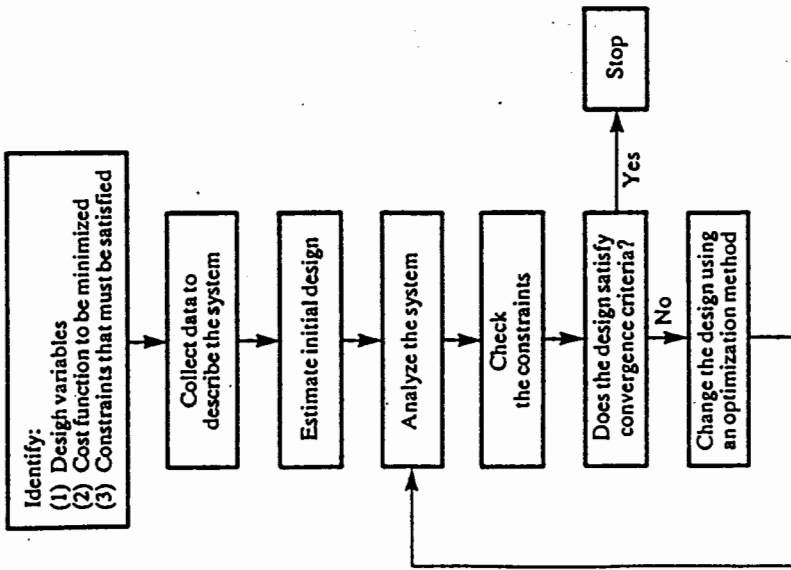 Identify:
(1) Design variables
(2) Cost function to be minimized
(3) Constraints that must be satisfied
Collect data to
describe the system
Estimate initial design
Analyze the system
Check
the constraints
Does the design satisfy
convergence criteria?
Yes
Stop
No
Change the design using
an optimization method